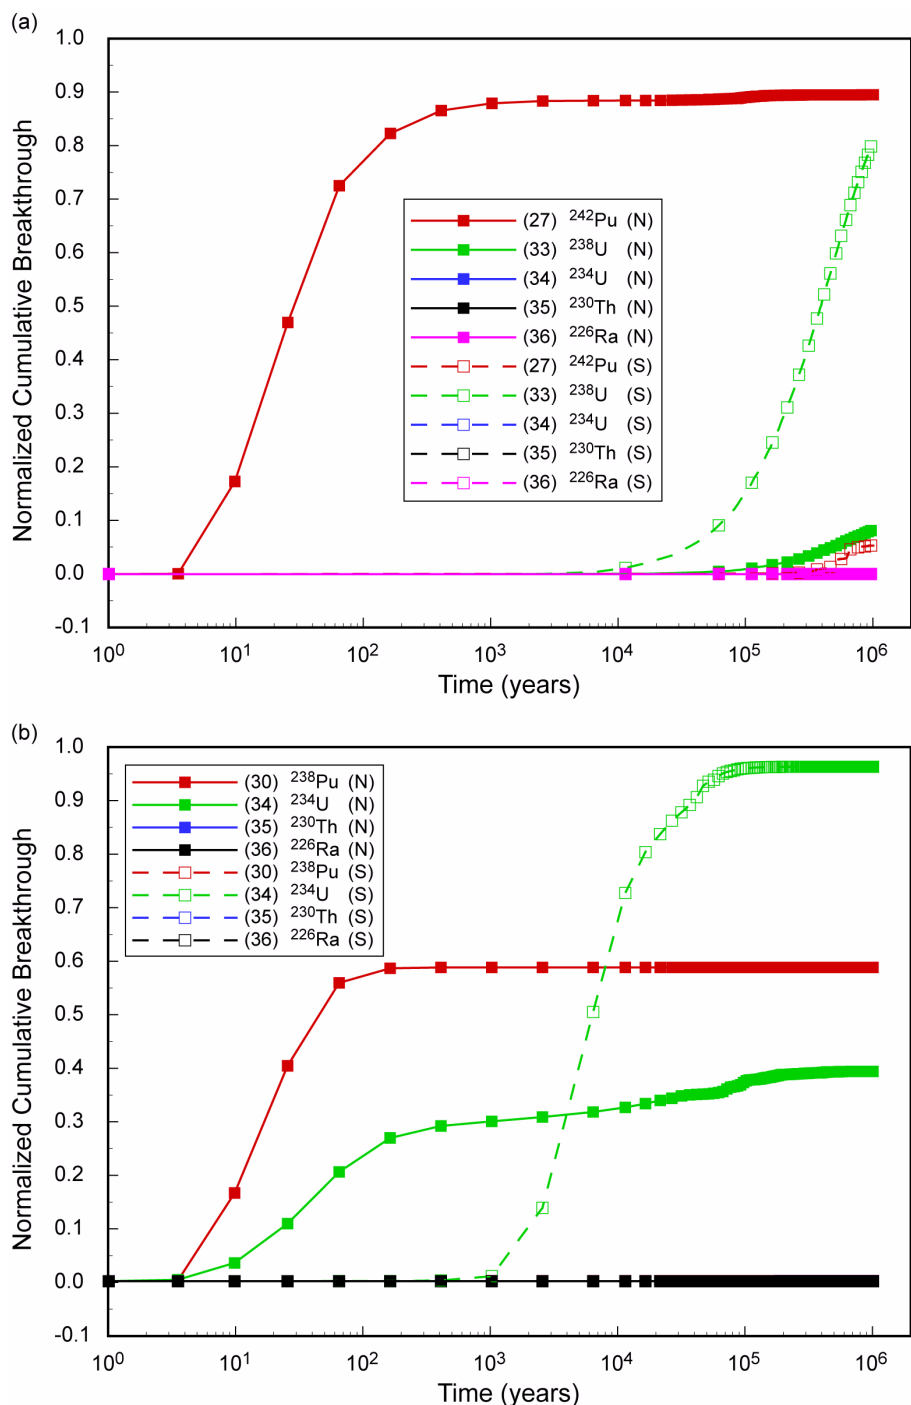 (a)
1.0
0.9
0.8
0.7
0.6
0.5
0.4
0.3
0.2
0.1
0.0
-0.1
Normalized Cumulative Breakthrough
(27) ²⁴²Pu (N)
(33) ²³⁸U (N)
(34) ²³⁴U (N)
(35) ²³⁰Th (N)
(36) ²²⁶Ra (N)
(27) ²⁴²Pu (S)
(33) ²³⁸U (S)
(34) ²³⁴U (S)
(35) ²³⁰Th (S)
(36) ²²⁶Ra (S)
10⁰ 10¹ 10² 10³ 10⁴ 10⁵ 10⁶
Time (years)
(b)
1.0
0.9
0.8
0.7
0.6
0.5
0.4
0.3
0.2
0.1
0.0
-0.1
Normalized Cumulative Breakthrough
(30) ²³⁸Pu (N)
(34) ²³⁴U (N)
(35) ²³⁰Th (N)
(36) ²²⁶Ra (N)
(30) ²³⁸Pu (S)
(34) ²³⁴U (S)
(35) ²³⁰Th (S)
(36) ²²⁶Ra (S)
10⁰ 10¹ 10² 10³ 10⁴ 10⁵ 10⁶
Time (years)